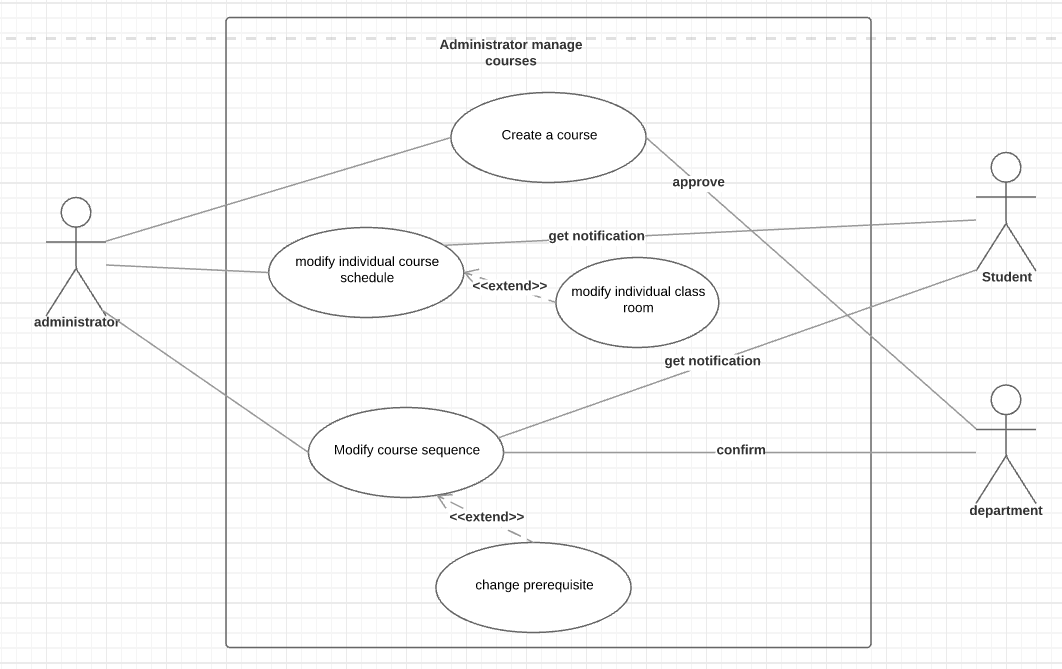 Administrator manage
courses
Create a course
approve
get notification
modify individual course
schedule
<<extend>>
modify individual class
room
Student
administrator
get notification
Modify course sequence
confirm
department
<<extend>>
change prerequisite